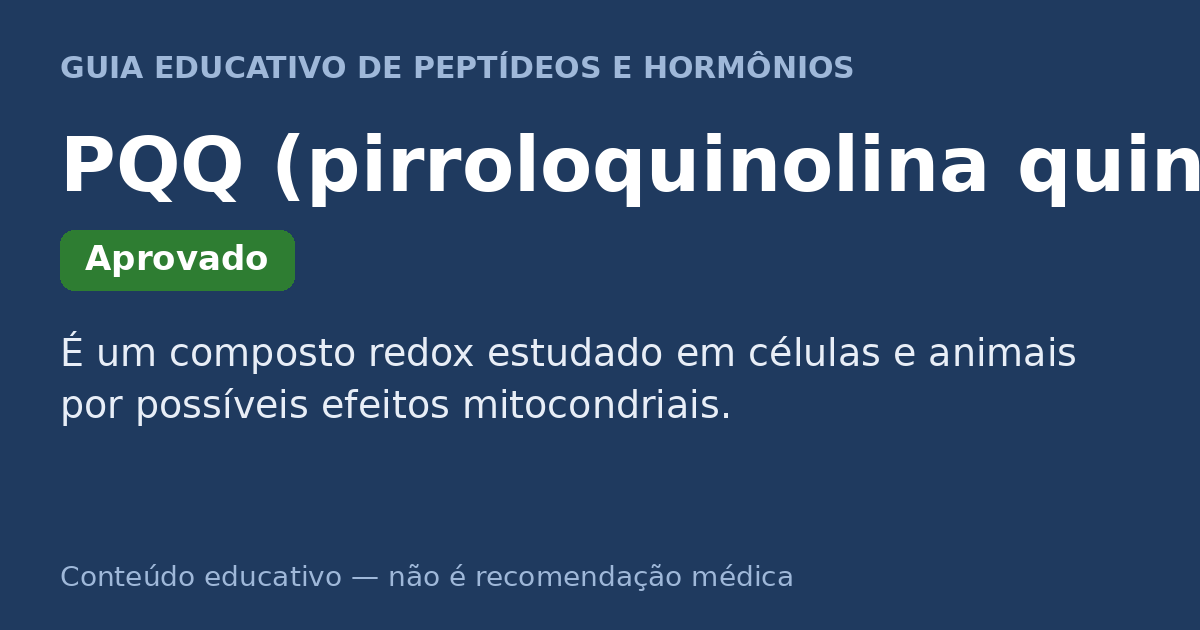 GUIA EDUCATIVO DE PEPTÍDEOS E HORMÔNIOS
PQQ (pirroloquinolina quin
Aprovado
É um composto redox estudado em células e animais
por possíveis efeitos mitocondriais.
Conteúdo educativo — não é recomendação médica